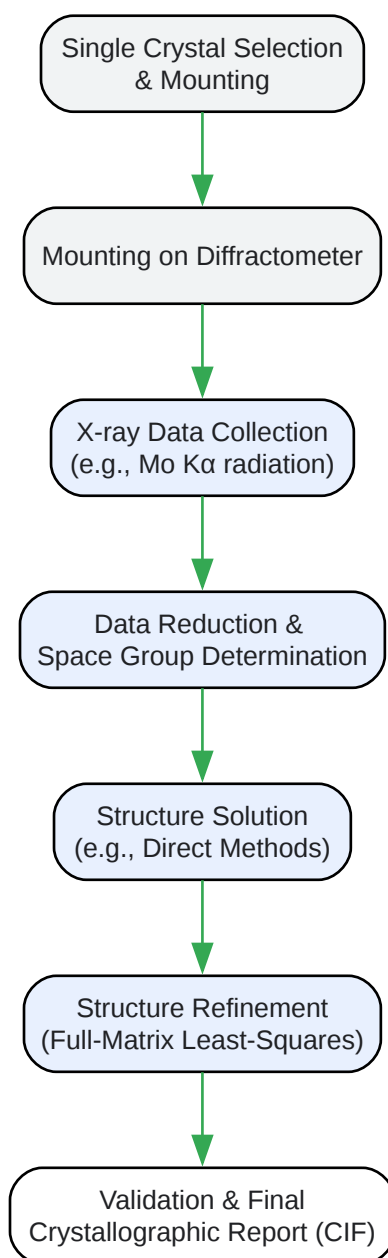 Single Crystal Selection
& Mounting
Mounting on Diffractometer
X-ray Data Collection
(e.g., Mo Kα radiation)
Data Reduction &
Space Group Determination
Structure Solution
(e.g., Direct Methods)
Structure Refinement
(Full-Matrix Least-Squares)
Validation & Final
Crystallographic Report (CIF)